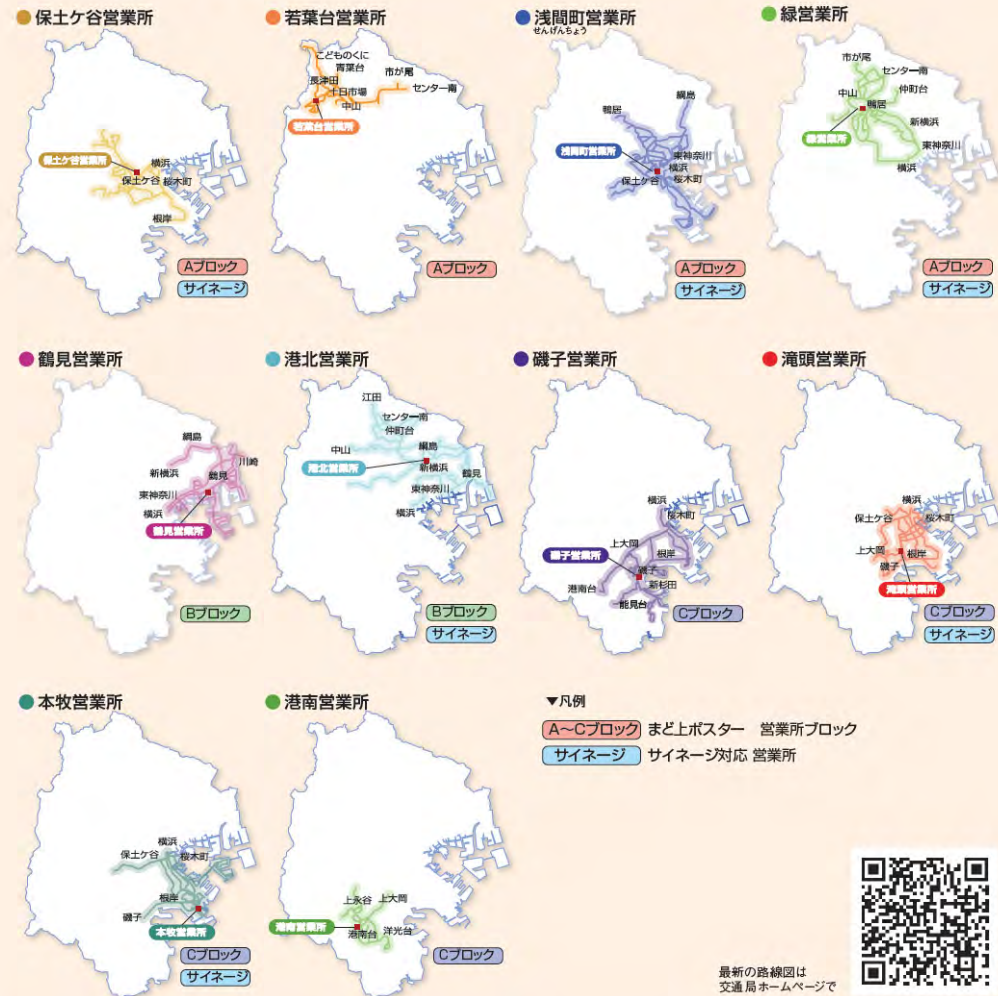 保土ケ谷営業所
横浜
保土ケ谷営業所
保土ケ谷
桜木町
根岸
Aブロック
サイネージ
若葉台営業所
こどものくに
青葉台
市が尾
長津田
センター南
十日市場
中山
若葉台営業所
Aブロック
浅間町営業所
せんげんちょう
綱島
鴨居
浅間町営業所
東神奈川
横浜
保土ケ谷
桜木町
Aブロック
サイネージ
緑営業所
市が尾
センター南
中山
仲町台
鴨居
新横浜
緑営業所
東神奈川
横浜
Aブロック
サイネージ
鶴見営業所
綱島
川崎
新横浜
鶴見
東神奈川
横浜
鶴見営業所
Bブロック
港北営業所
江田
センター南
仲町台
中山
綱島
港北営業所
新横浜
鶴見
東神奈川
横浜
Bブロック
サイネージ
磯子営業所
横浜
桜木町
上大岡
根岸
磯子営業所
磯子
港南台
新杉田
能見台
Cブロック
滝頭営業所
横浜
保土ケ谷
桜木町
上大岡
根岸
磯子
滝頭営業所
Cブロック
サイネージ
本牧営業所
横浜
保土ケ谷
桜木町
根岸
磯子
本牧営業所
Cブロック
サイネージ
港南営業所
上永谷
上大岡
港南営業所
港南台
洋光台
Cブロック
▼凡例
A～Cブロック まど上ポスター 営業所ブロック
サイネージ サイネージ対応 営業所
最新の路線図は
交通局ホームページで